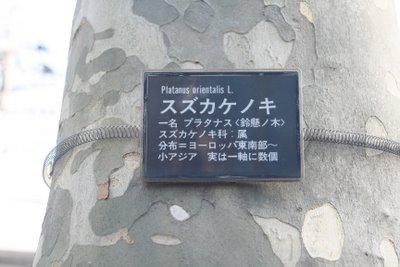 Platanus orientalis L.
スズカケノキ
一名 プラタナス〈鈴懸ノ木〉
スズカケノキ科:属
分布=ヨーロッパ東南部~
小アジア 実は一軸に数個